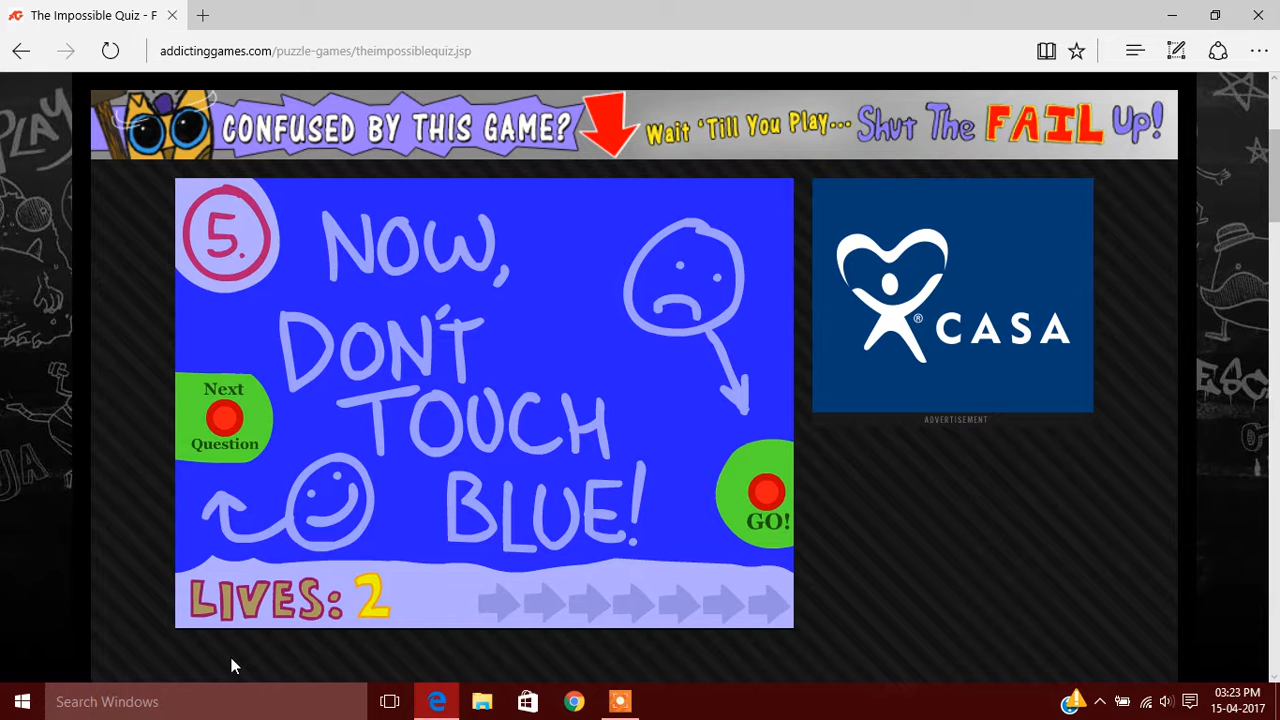 The Impossible Quiz - F
addictinggames.com/puzzle-games/theimpossiblequiz.jsp
CONFUSED BY THIS GAME? Wait 'Till You Play... Shut The FAIL Up!
5.
NOW,
DON'T
TOUCH
BLUE!
Next
Question
GO!
LIVES: 2
® CASA
ADVERTISEMENT
Search Windows
03:23 PM
15-04-2017